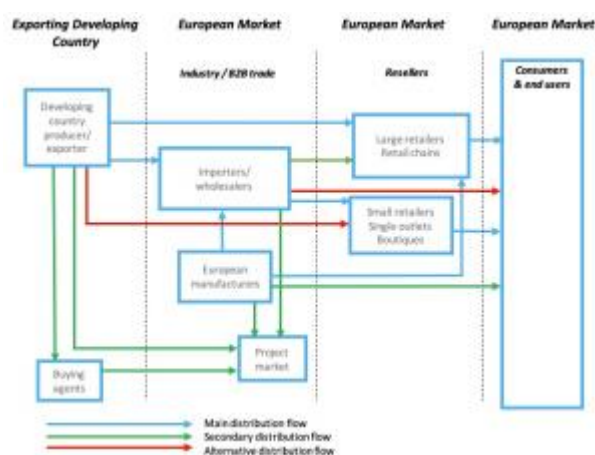 Exporting Developing
Country
European Market
European Market
European Market
Industry / B2B trade
Resellers
Consumers
& end users
Developing
country
producer/
exporter
Large retailers
Retail chains
Importers/
wholesalers
Small retailers
Single outlets
Boutiques
European
manufacturers
Project
market
Buying
agents
Main distribution flow
Secondary distribution flow
Alternative distribution flow